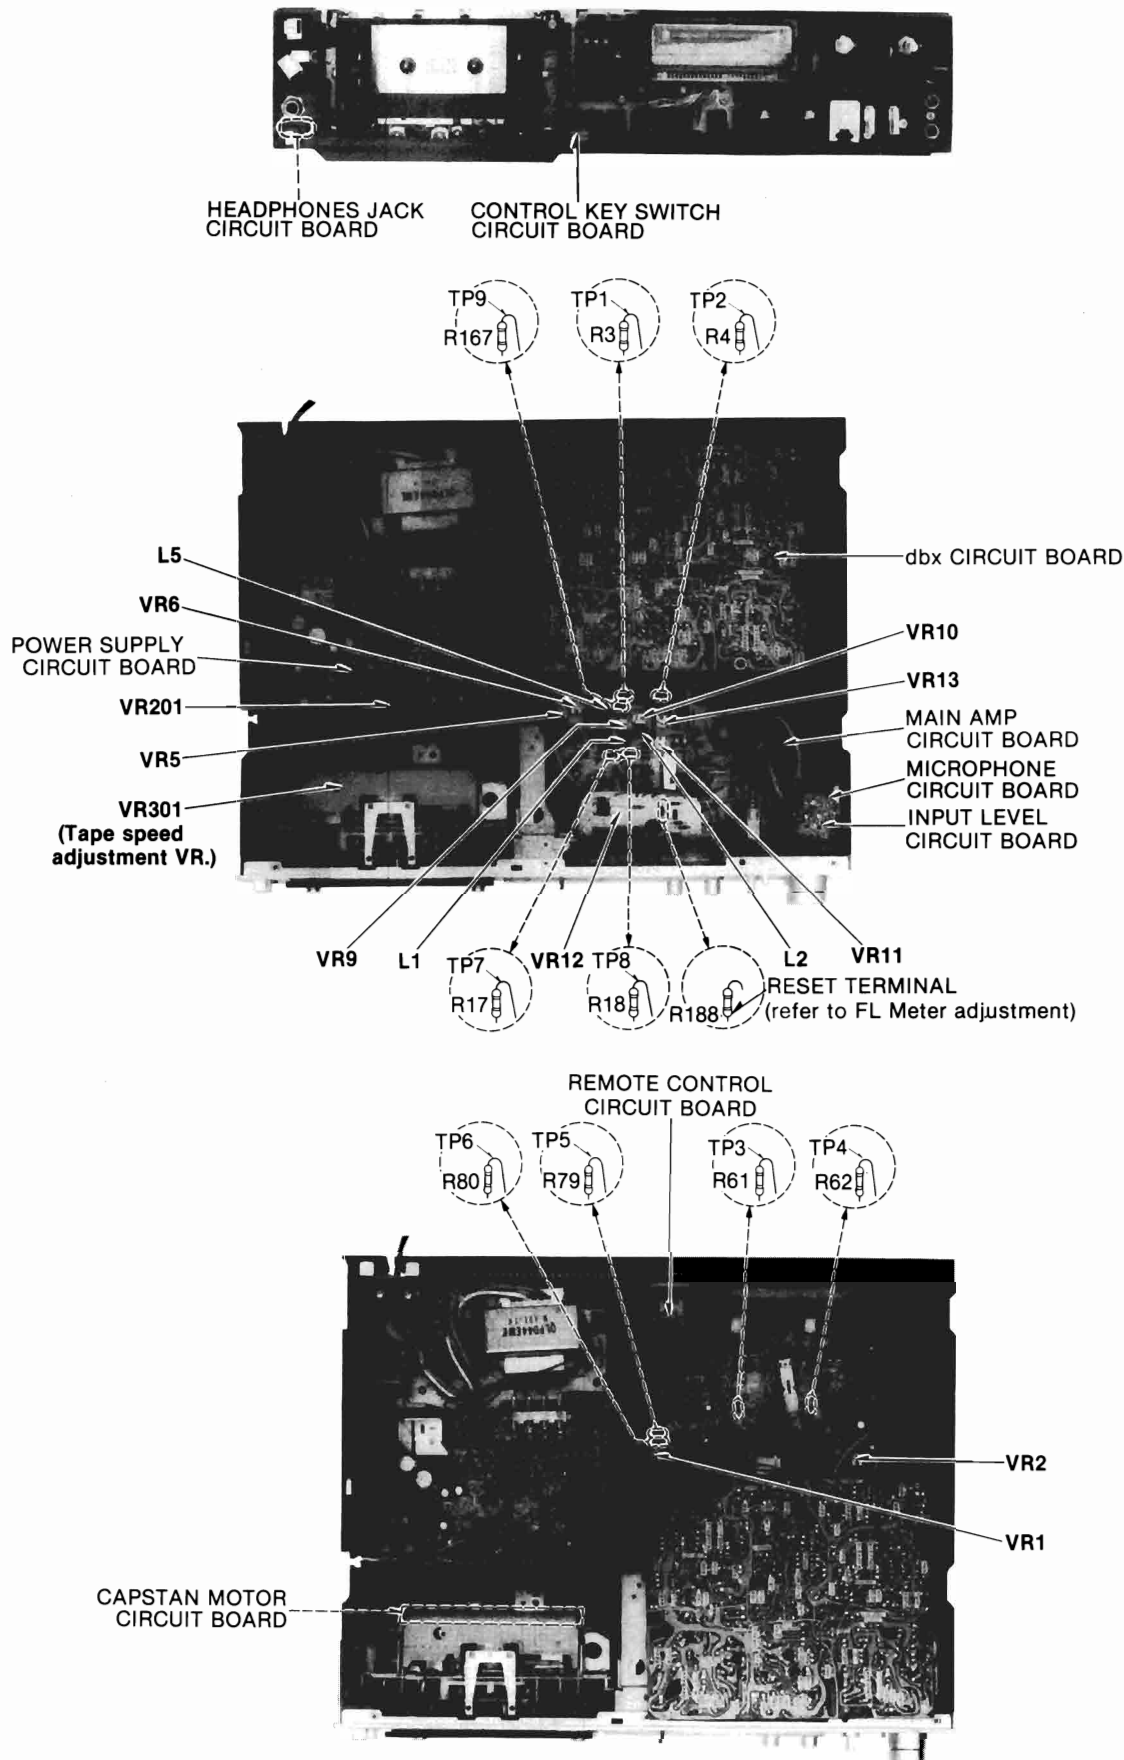 HEADPHONES JACK
CIRCUIT BOARD
CONTROL KEY SWITCH
CIRCUIT BOARD
TP9
R167
TP1
R3
TP2
R4
L5
VR6
POWER SUPPLY
CIRCUIT BOARD
VR201
VR5
VR301
(Tape speed
adjustment VR.)
dbx CIRCUIT BOARD
VR10
VR13
MAIN AMP
CIRCUIT BOARD
MICROPHONE
CIRCUIT BOARD
INPUT LEVEL
CIRCUIT BOARD
VR9
L1
VR12
L2
VR11
TP7
R17
TP8
R18
R188
RESET TERMINAL
(refer to FL Meter adjustment)
REMOTE CONTROL
CIRCUIT BOARD
TP6
R80
TP5
R79
TP3
R61
TP4
R62
VR2
VR1
CAPSTAN MOTOR
CIRCUIT BOARD